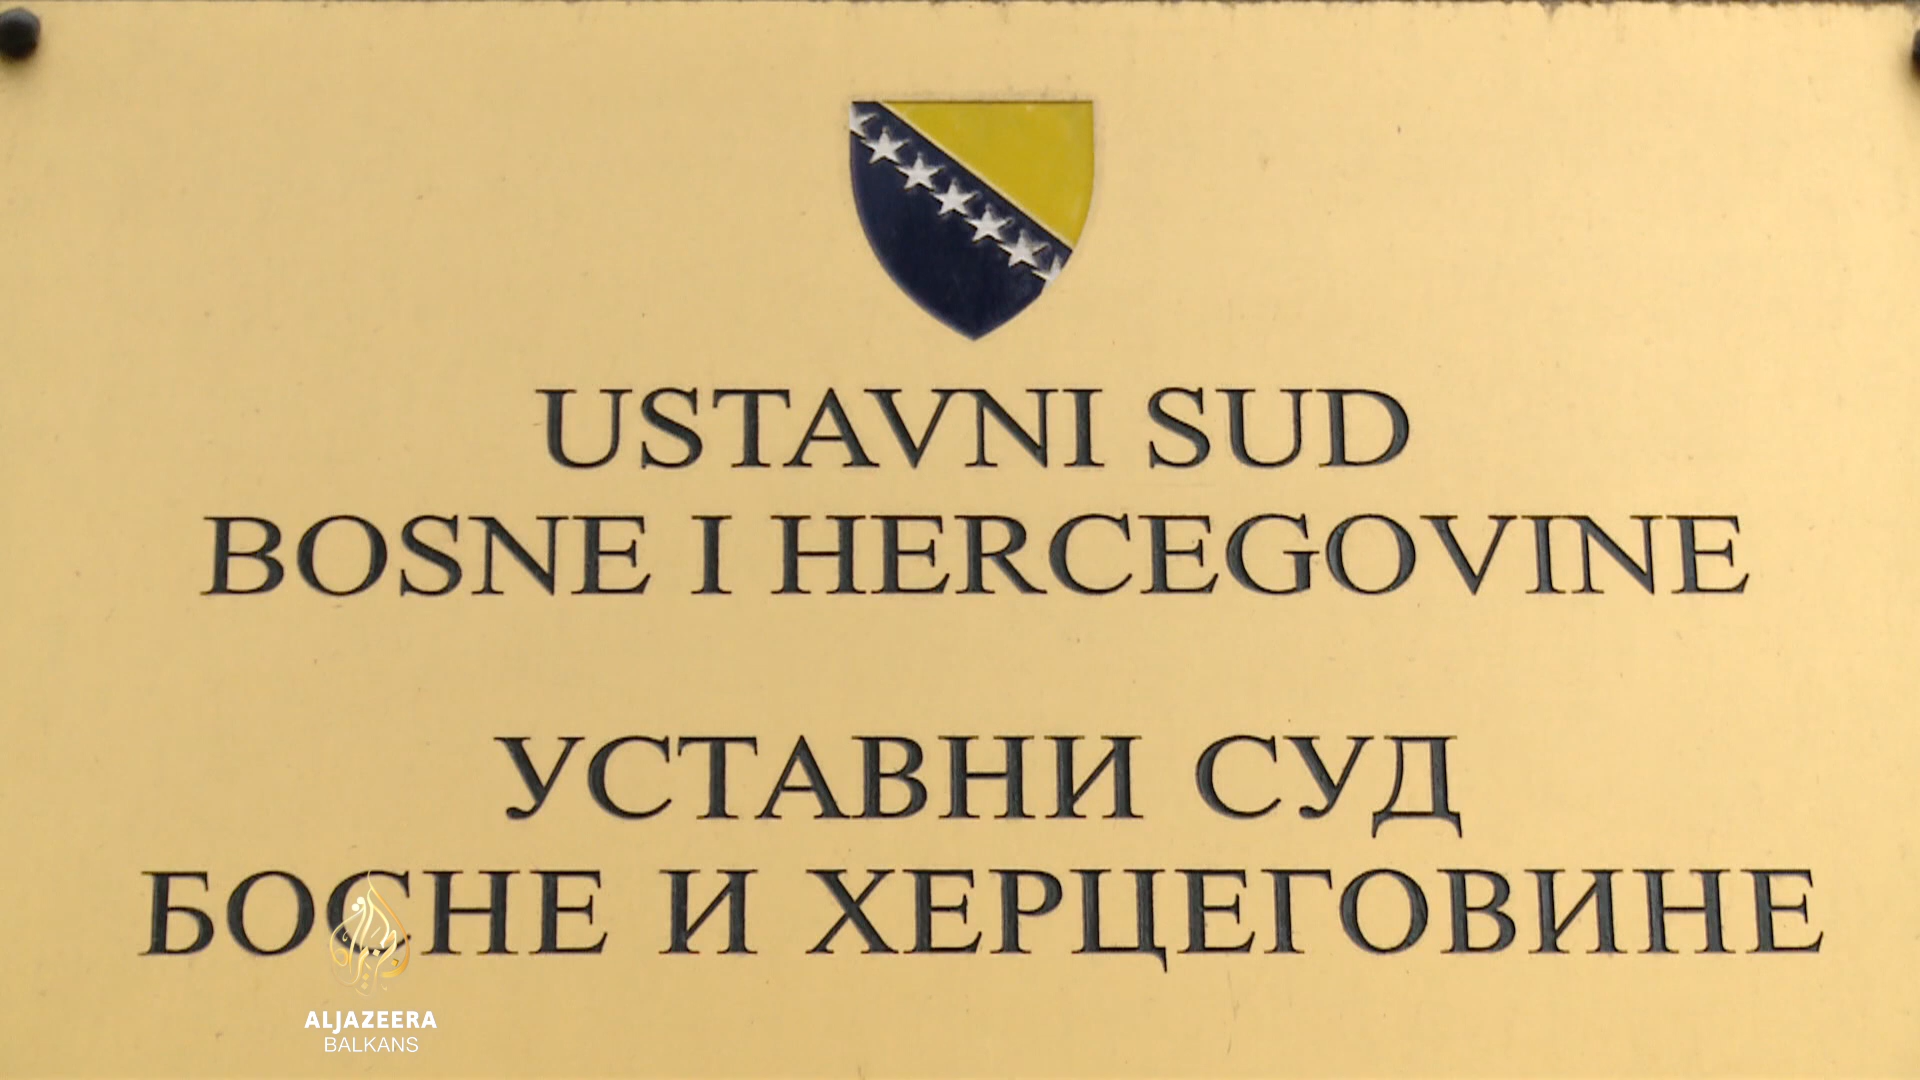 USTAVNI SUD
BOSNE I HERCEGOVINE
УСТАВНИ СУД
БОСНЕ И ХЕРЦЕГОВИНЕ
ALJAZEERA
BALKANS